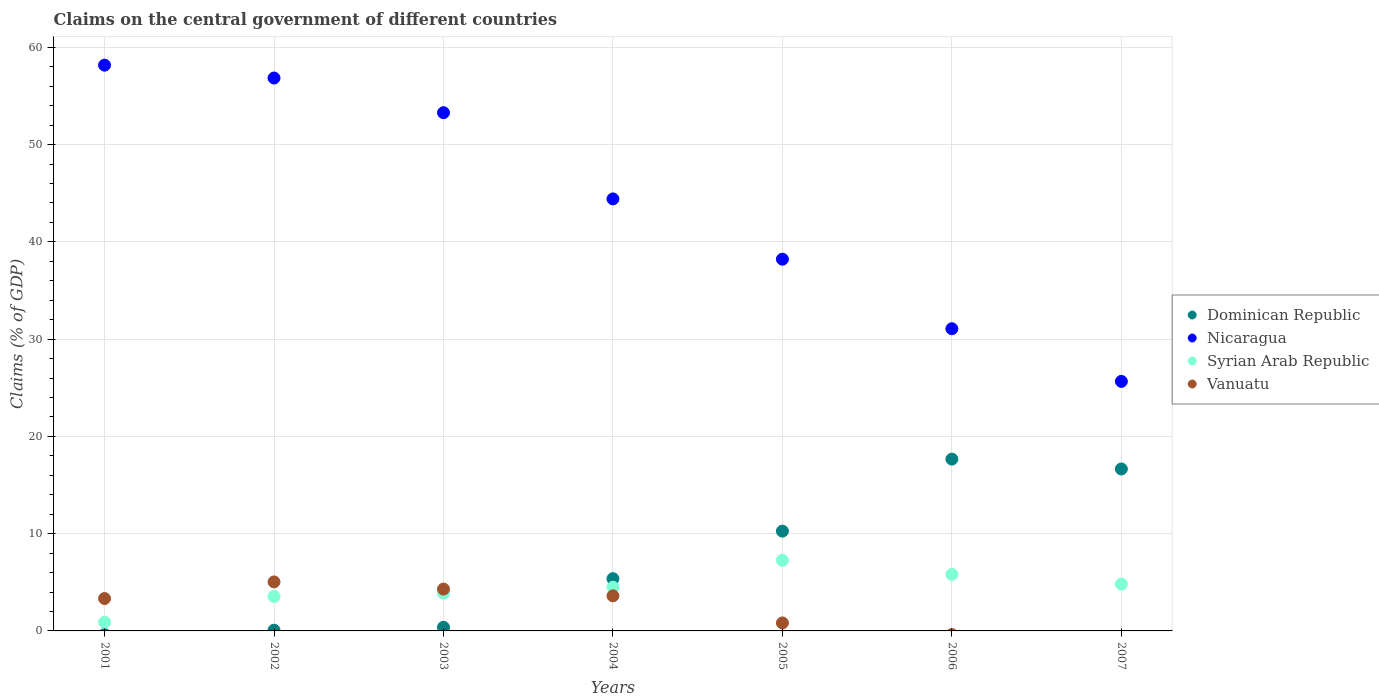 Claims on the central government of different countries
Claims (% of GDP)
60
50
40
30
20
10
0
2001
2002
2003
2004
2005
2006
2007
Years
Dominican Republic
Nicaragua
Syrian Arab Republic
Vanuatu